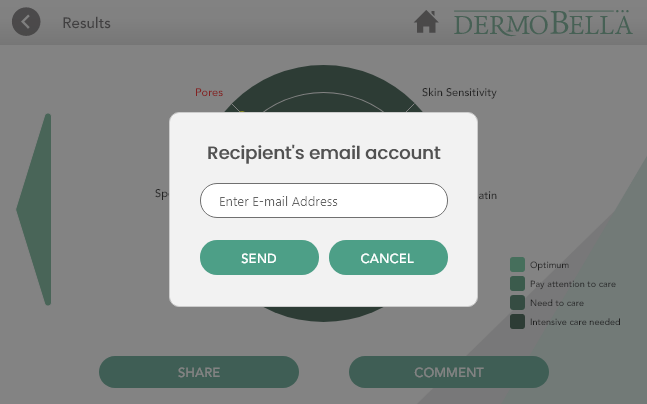 Results
DERMOBELLA
Pores
Skin Sensitivity
Recipient's email account
Enter E-mail Address
SEND
CANCEL
Optimum
Pay attention to care
Need to care
Intensive care needed
SHARE
COMMENT